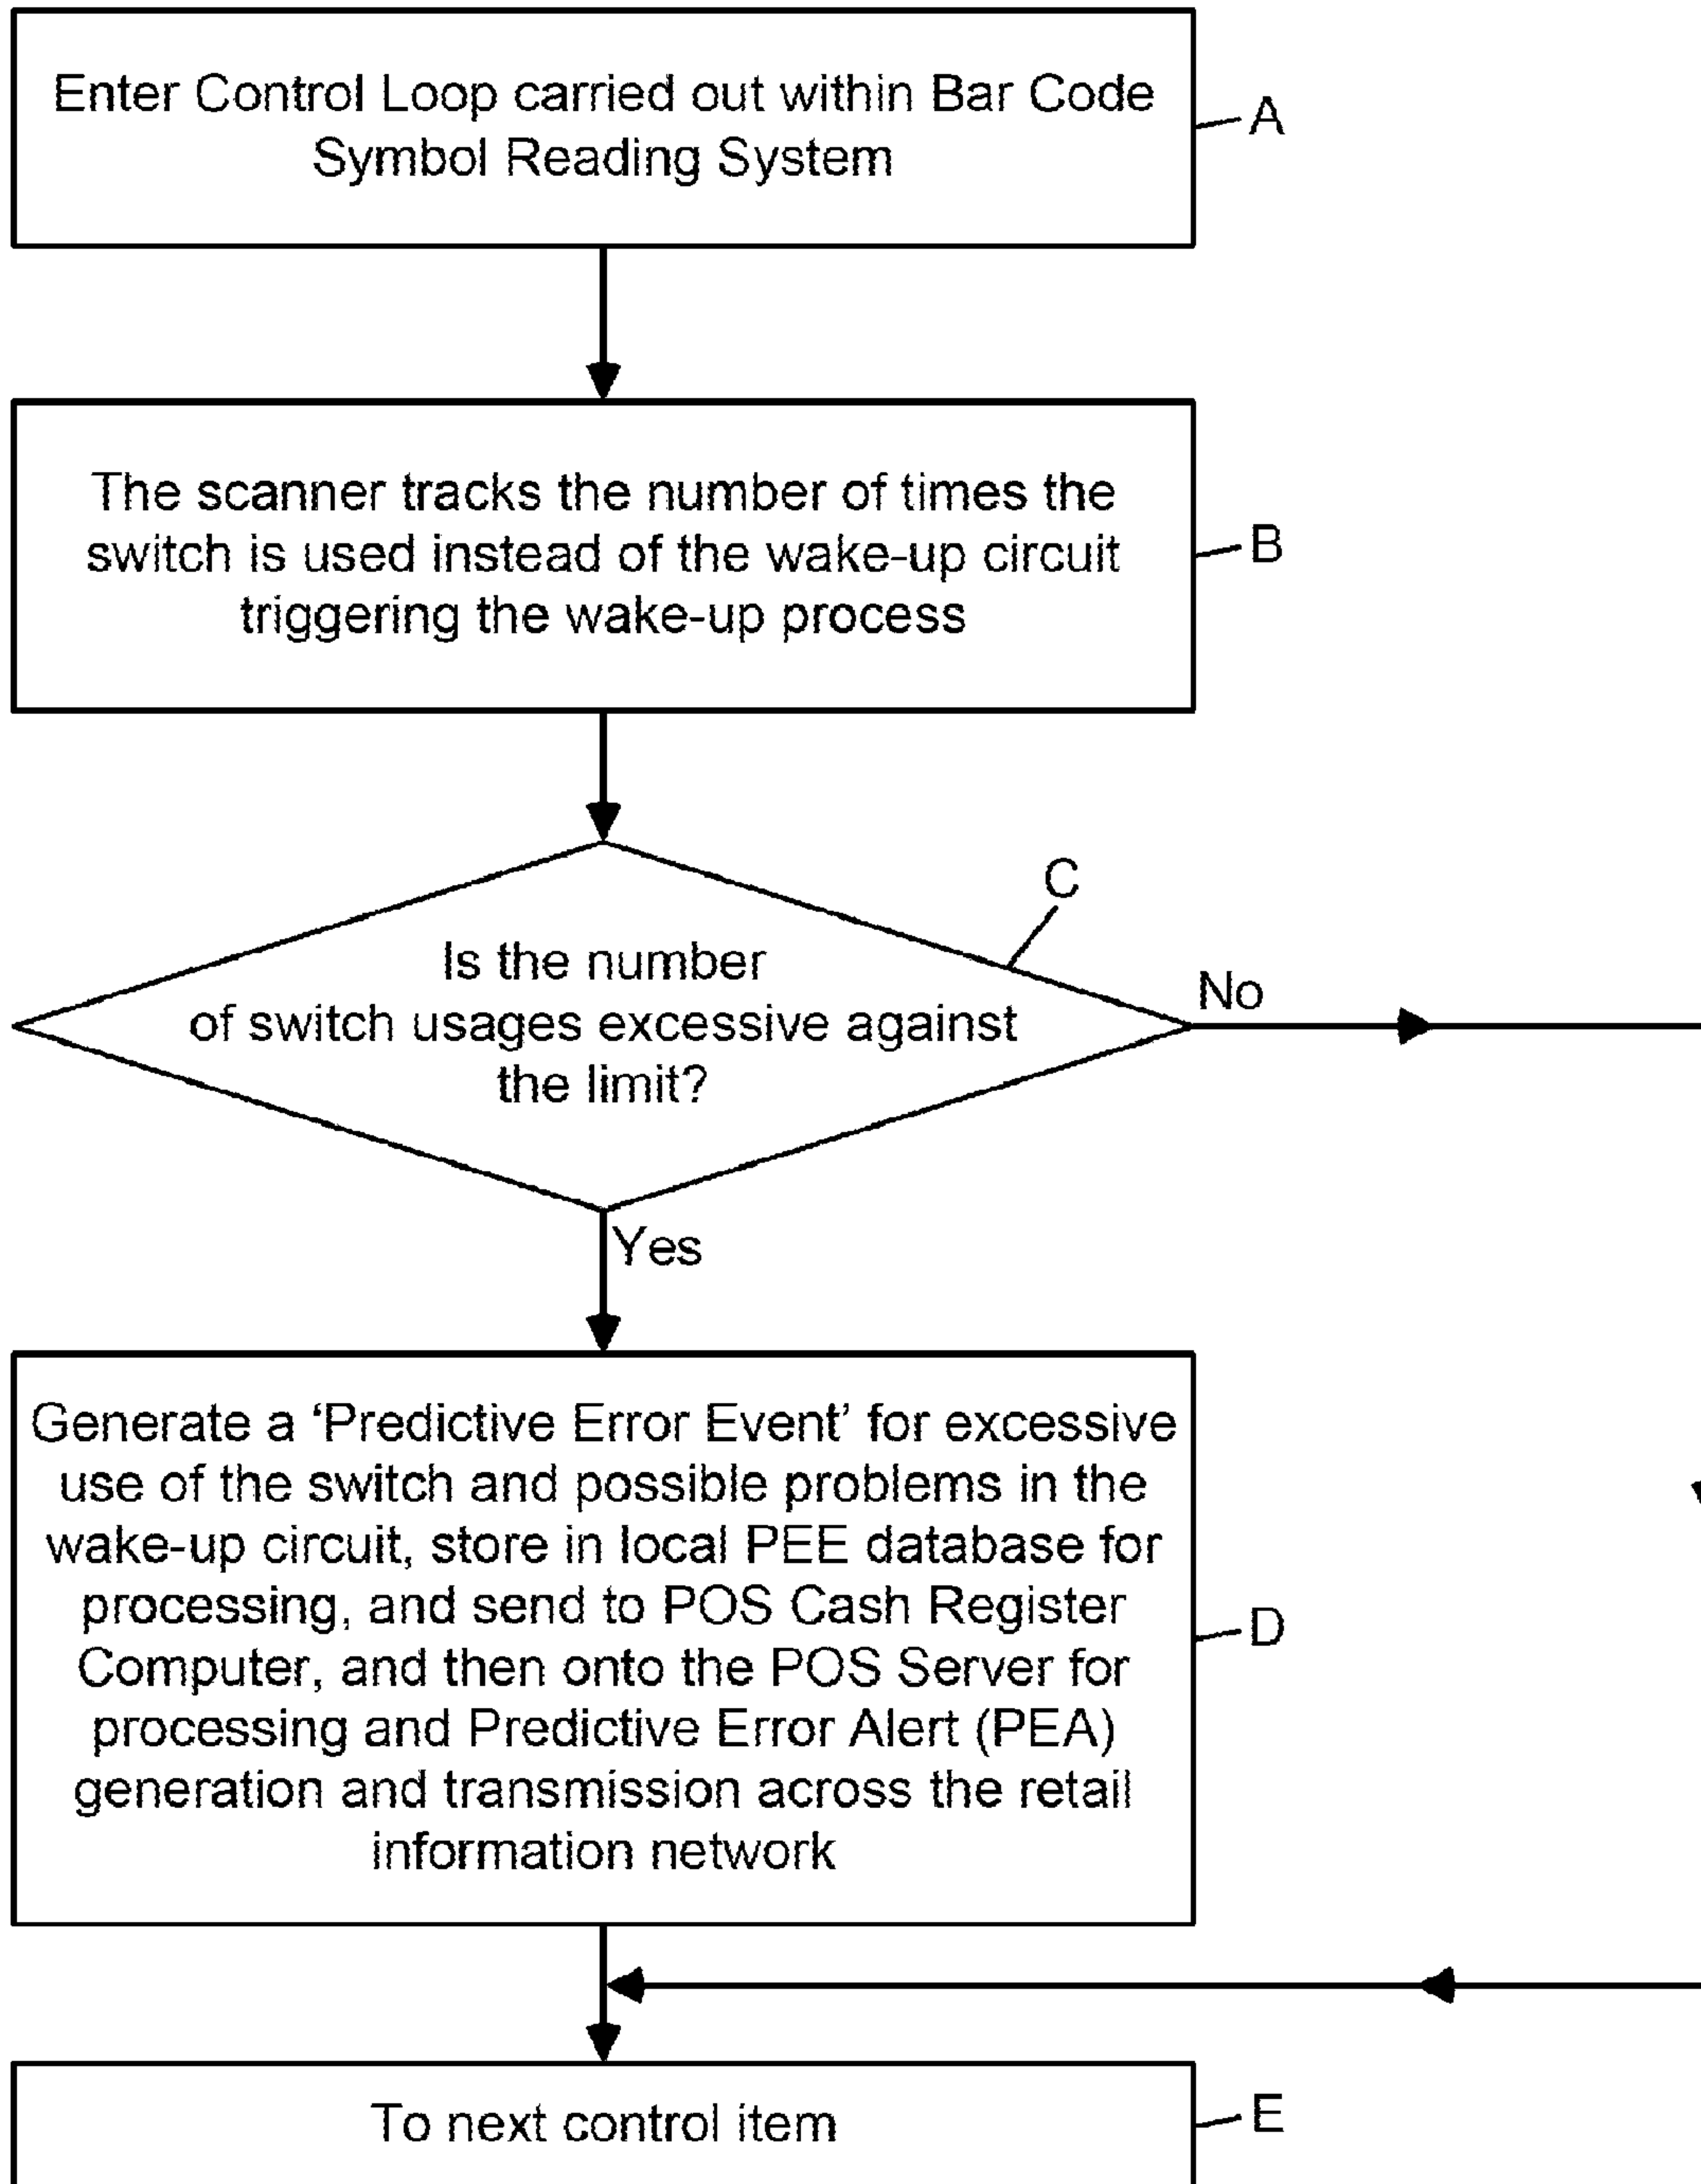 Enter Control Loop carried out within Bar Code
Symbol Reading System
A
The scanner tracks the number of times the
switch is used instead of the wake-up circuit
triggering the wake-up process
B
C
Is the number
of switch usages excessive against
the limit?
No
Yes
Generate a ‘Predictive Error Event’ for excessive
use of the switch and possible problems in the
wake-up circuit, store in local PEE database for
processing, and send to POS Cash Register
Computer, and then onto the POS Server for
processing and Predictive Error Alert (PEA)
generation and transmission across the retail
information network
D
To next control item
E